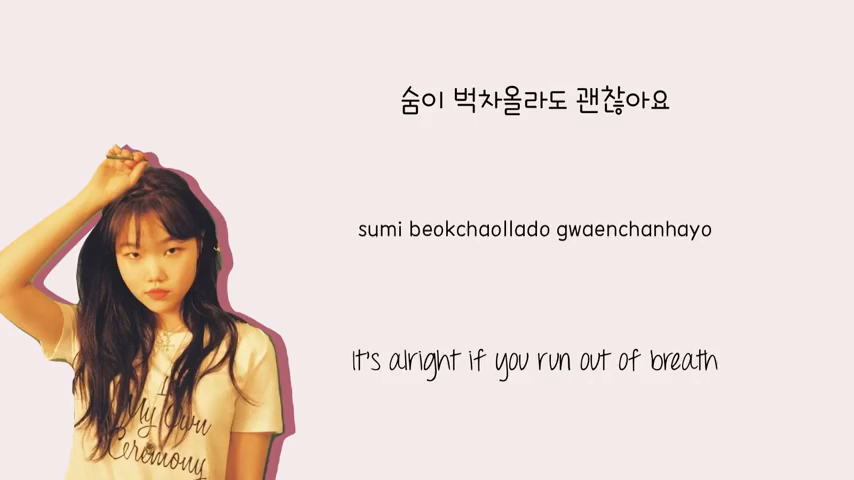 숨이 벅차올라도 괜찮아요
sumi beokchaollado gwaenchanhayo
It's alright if you run out of breath
My Own
Ceremony